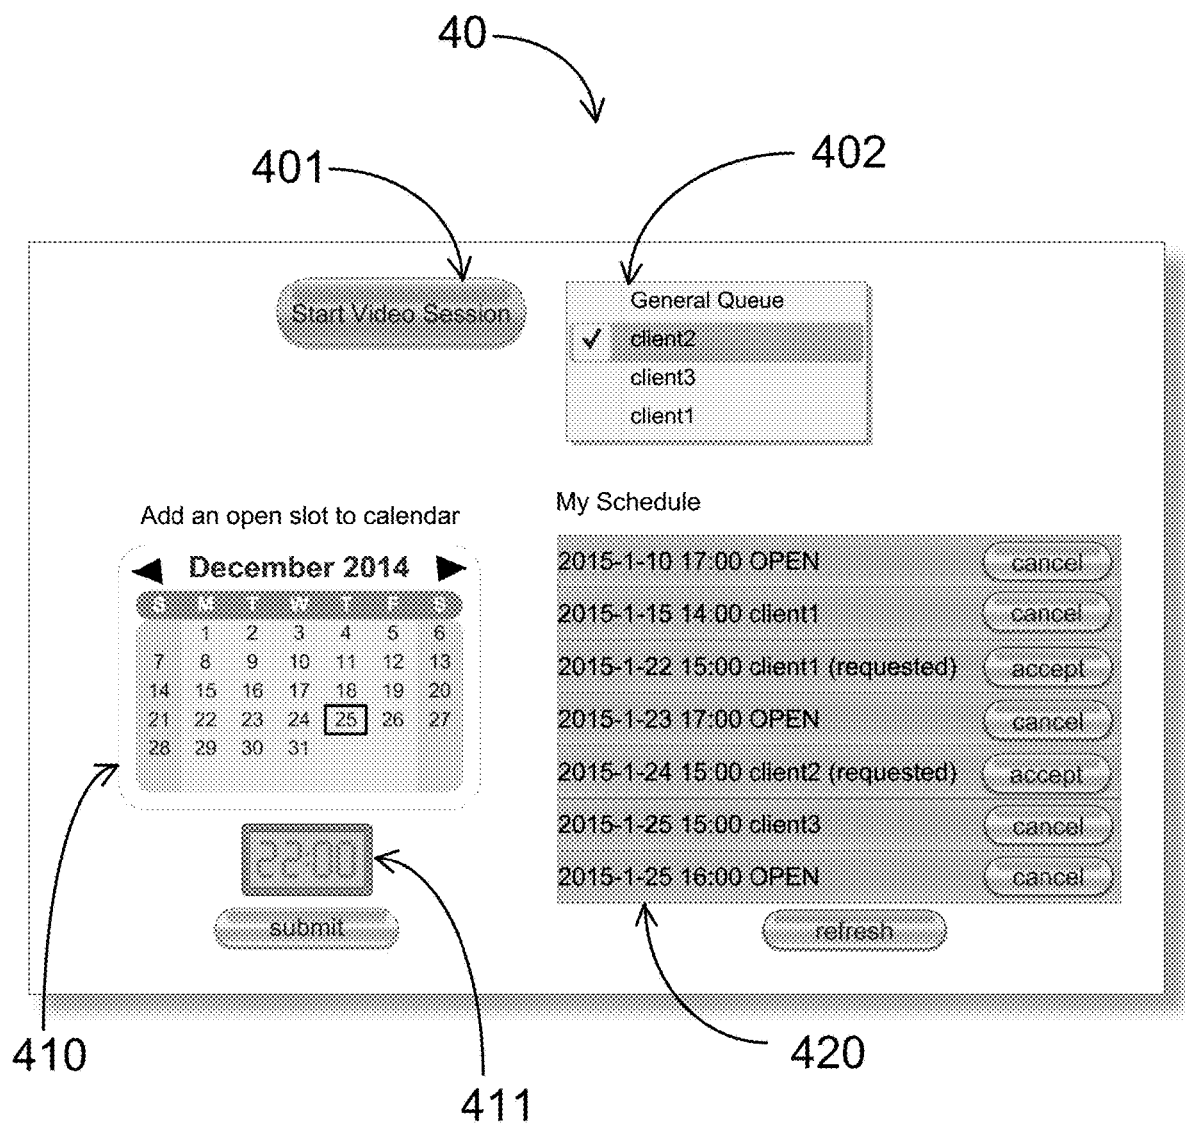 40
401
402
Start Video Session
General Queue
✓ client2
client3
client1
Add an open slot to calendar
December 2014
S M T W T F S
1 2 3 4 5 6
7 8 9 10 11 12 13
14 15 16 17 18 19 20
21 22 23 24 25 26 27
28 29 30 31
22:00
submit
My Schedule
2015-1-10 17:00 OPEN cancel
2015-1-15 14:00 client1 cancel
2015-1-22 15:00 client1 (requested) accept
2015-1-23 17:00 OPEN cancel
2015-1-24 15:00 client2 (requested) accept
2015-1-25 15:00 client3 cancel
2015-1-25 16:00 OPEN cancel
refresh
410
411
420